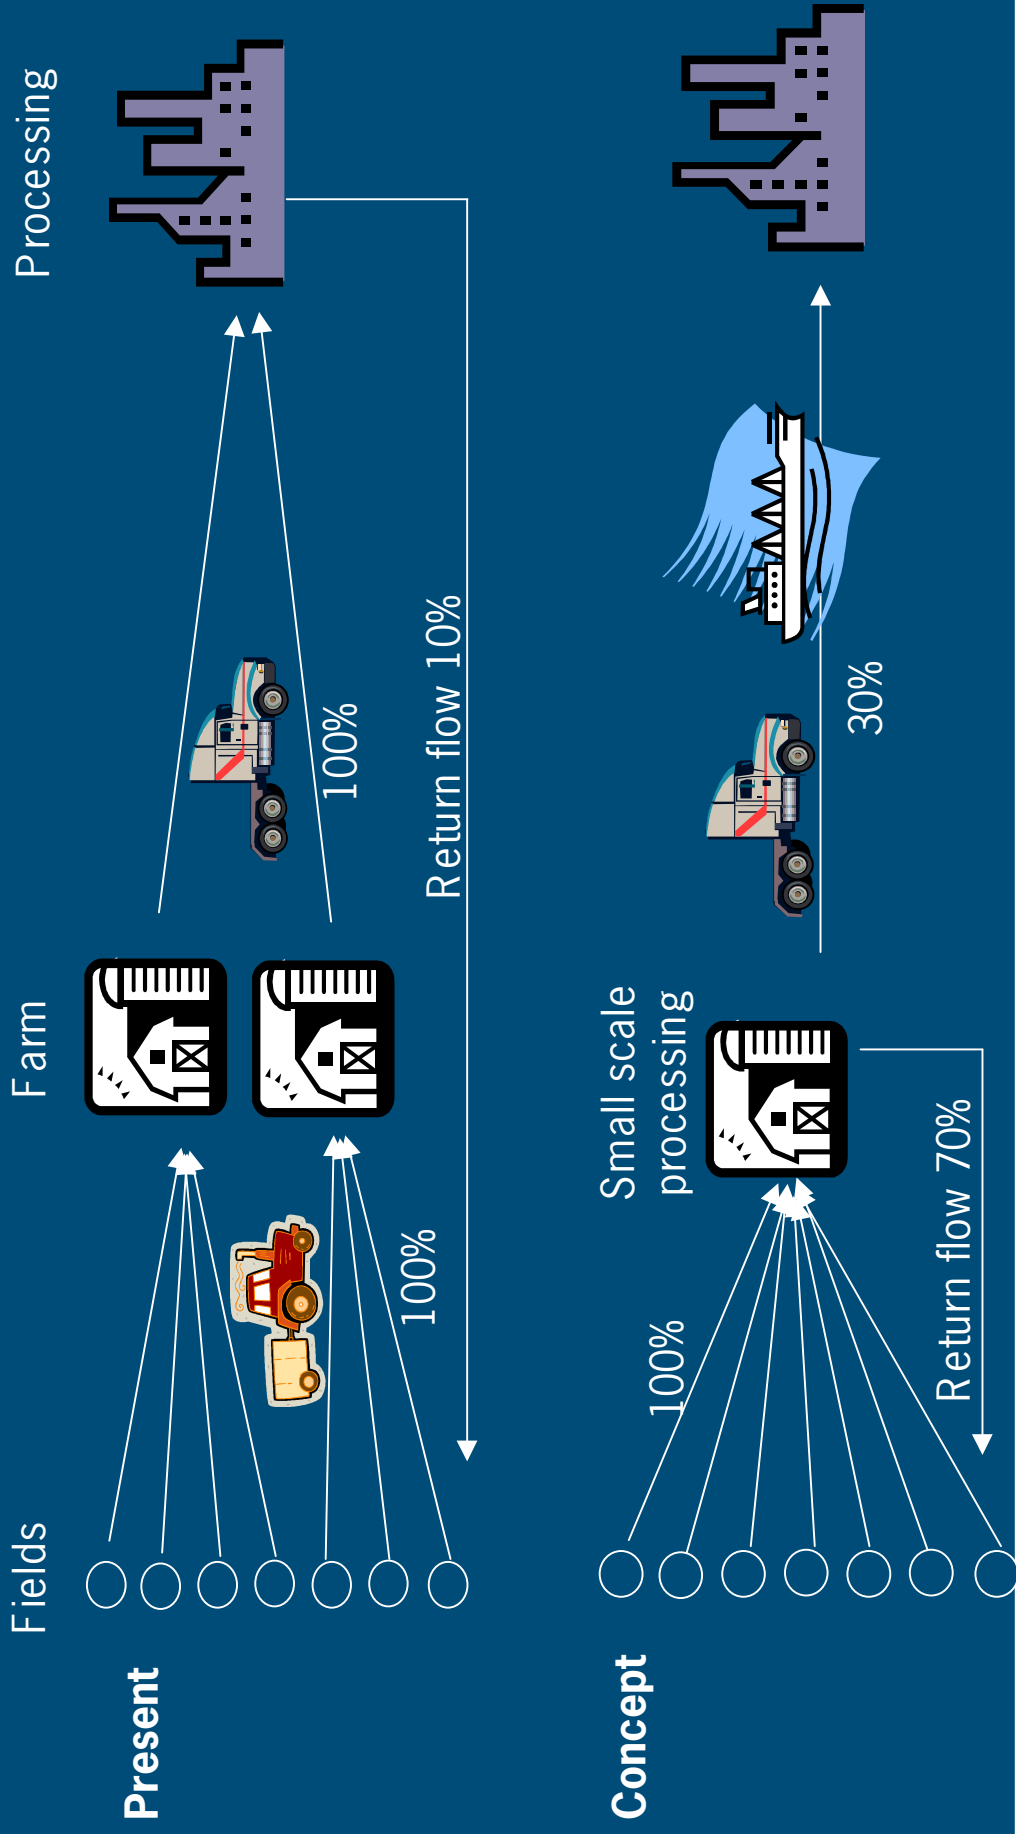 Fields
Farm
Processing
Present
100%
100%
Return flow 10%
Small scale
processing
Concept
100%
30%
Return flow 70%